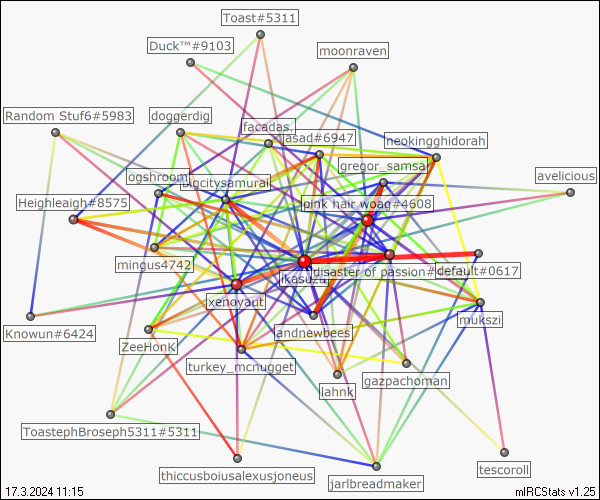 Toast#5311
Duck™#9103
moonraven
Random Stuf6#5983
doggerdig
facadas.
asad#6947
neokinghidorah
gregor_samsa
ogshroom
bigcitysamurai
avelicious
Heighleaigh#8575
pink hair woag#4608
mingus4742
disaster of passion#
default#0617
ikasuzu
xenoyaut
mukszi
ZeeHonk
landnewbees
turkey_mcnugget
gazpachoman
lahnk
Knowun#6424
ToastephBroseph5311#5311
thiccusboiusalexusjoneus
jarlbreadmaker
tescoroll
17.3.2024 11:15
mIRCStats v1.25